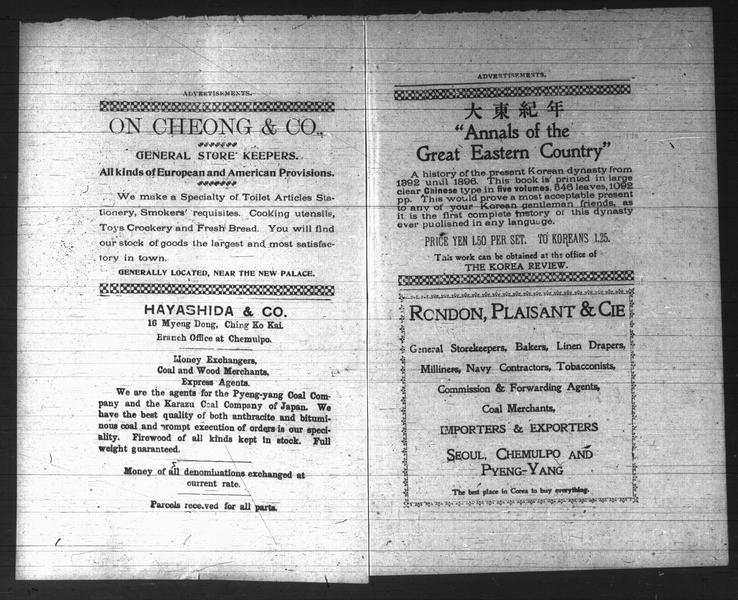 ADVERTISEMENTS.
ON CHEONG & CO.,
GENERAL STORE KEEPERS.
All kinds of European and American Provisions.
We make a Specialty of Toilet Articles Sta-
tionery, Smokers' requisites. Cooking utensils,
Toys Crockery and Fresh Bread. You will find
our stock of goods the largest and most satisfac-
tory in town.
GENERALLY LOCATED, NEAR THE NEW PALACE.
HAYASHIDA & CO.
16 Myeng Dong, Ching Ko Kai.
Branch Office at Chemulpo.
Money Exchangers,
Coal and Wood Merchants,
Express Agents.
We are the agents for the Pyeng-yang Coal Com-
pany and the Karazu Coal Company of Japan. We
have the best quality of both anthracite and bitumi-
nous coal and prompt execution of orders is our speci-
ality. Firewood of all kinds kept in stock. Full
weight guaranteed.
Money of all denominations exchanged at
current rate.
Parcels received for all parts.
ADVERTISEMENTS.
大東紀年
"Annals of the
Great Eastern Country"
A history of the present Korean dynasty from
1392 until 1896. This book is printed in large
clear Chinese type in five volumes. 646 leaves, 1092
pp. This would prove a most acceptable present
to any of your Korean gentleman friends, as
it is the first complete history of this dynasty
ever puolished in any language.
PRICE YEN 1.50 PER SET. TO KOREANS 1.25.
This work can be obtained at the office of
THE KOREA REVIEW.
RONDON, PLAISANT & CIE
General Storekeepers, Bakers, Linen Drapers,
Milliners, Navy Contractors, Tobacconists,
Commission & Forwarding Agents,
Coal Merchants,
IMPORTERS & EXPORTERS
SEOUL, CHEMULPO AND
PYENG-YANG
The best place in Corea to buy everything.